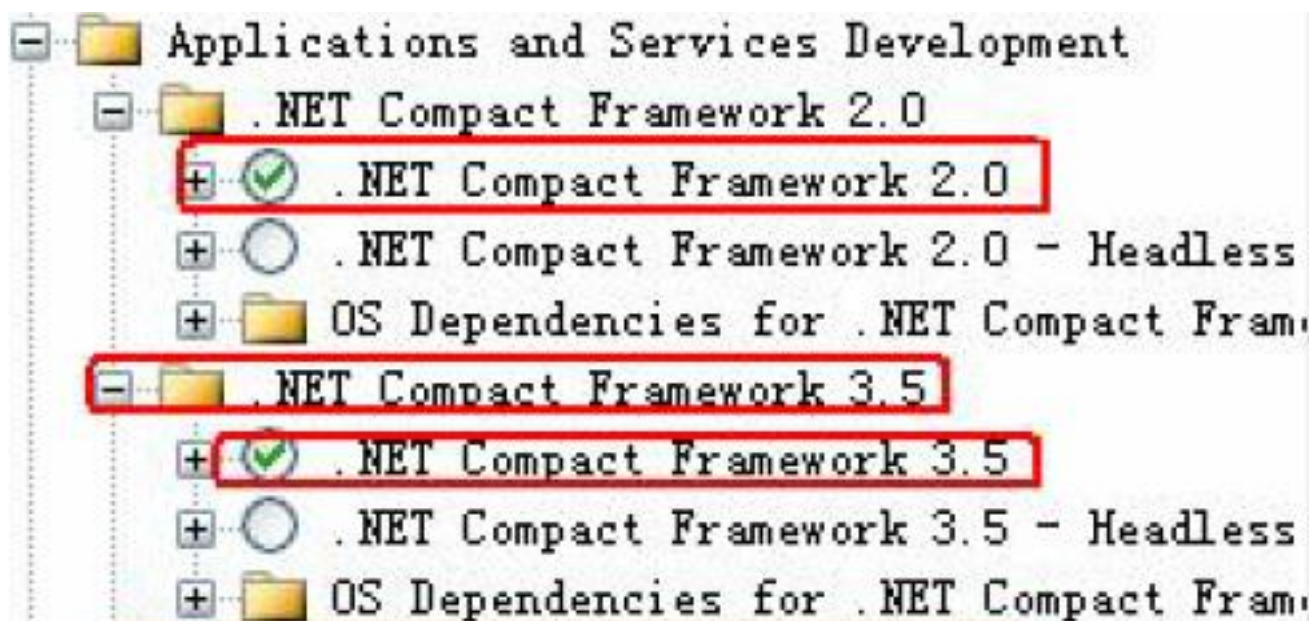 Applications and Services Development
.NET Compact Framework 2.0
.NET Compact Framework 2.0
.NET Compact Framework 2.0 - Headless
OS Dependencies for .NET Compact
.NET Compact Framework 3.5
.NET Compact Framework 3.5
.NET Compact Framework 3.5 - Headless
OS Dependencies for .NET Compact